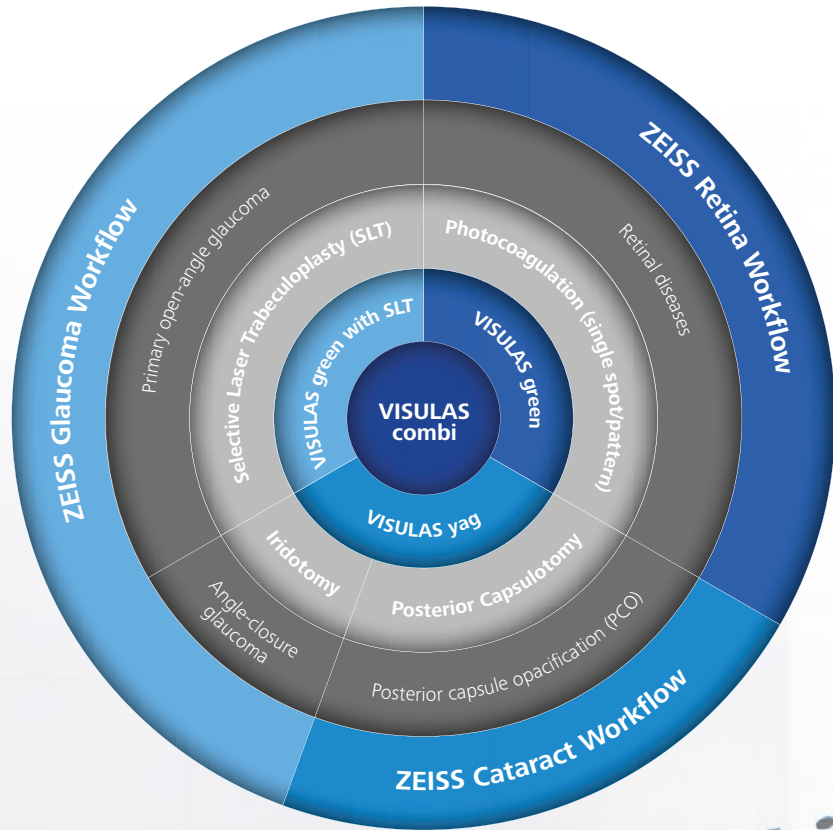 ZEISS Glaucoma Workflow
ZEISS Retina Workflow
ZEISS Cataract Workflow
Primary open-angle glaucoma
Retinal diseases
Angle-closure
glaucoma
Posterior capsule opacification (PCO)
Selective Laser Trabeculoplasty (SLT)
Photocoagulation (single spot/pattern)
Iridotomy
Posterior Capsulotomy
VISULAS green with SLT
VISULAS green
VISULAS yag
VISULAS
combi